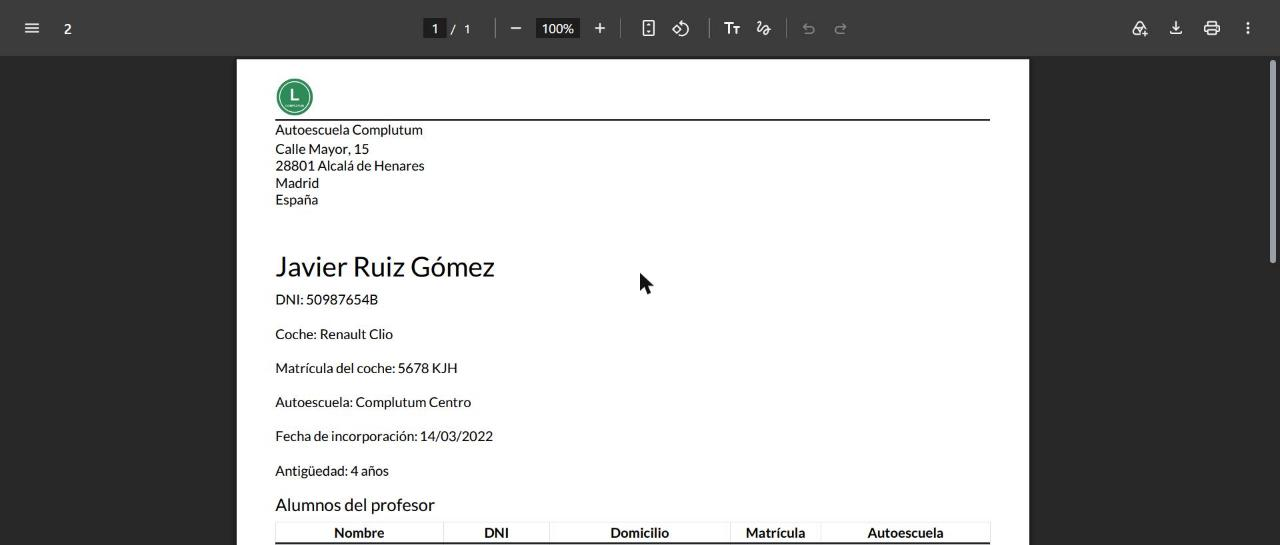 2
1 / 1
100%
L
COMPLUTUM
Autoescuela Complutum
Calle Mayor, 15
28801 Alcalá de Henares
Madrid
España
Javier Ruiz Gómez
DNI: 50987654B
Coche: Renault Clio
Matrícula del coche: 5678 KJH
Autoescuela: Complutum Centro
Fecha de incorporación: 14/03/2022
Antigüedad: 4 años
Alumnos del profesor
Nombre DNI Domicilio Matrícula Autoescuela